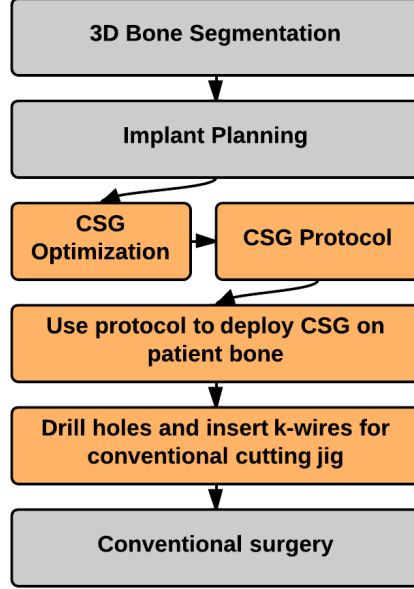 3D Bone Segmentation
Implant Planning
CSG
Optimization
CSG Protocol
Use protocol to deploy CSG on
patient bone
Drill holes and insert k-wires for
conventional cutting jig
Conventional surgery